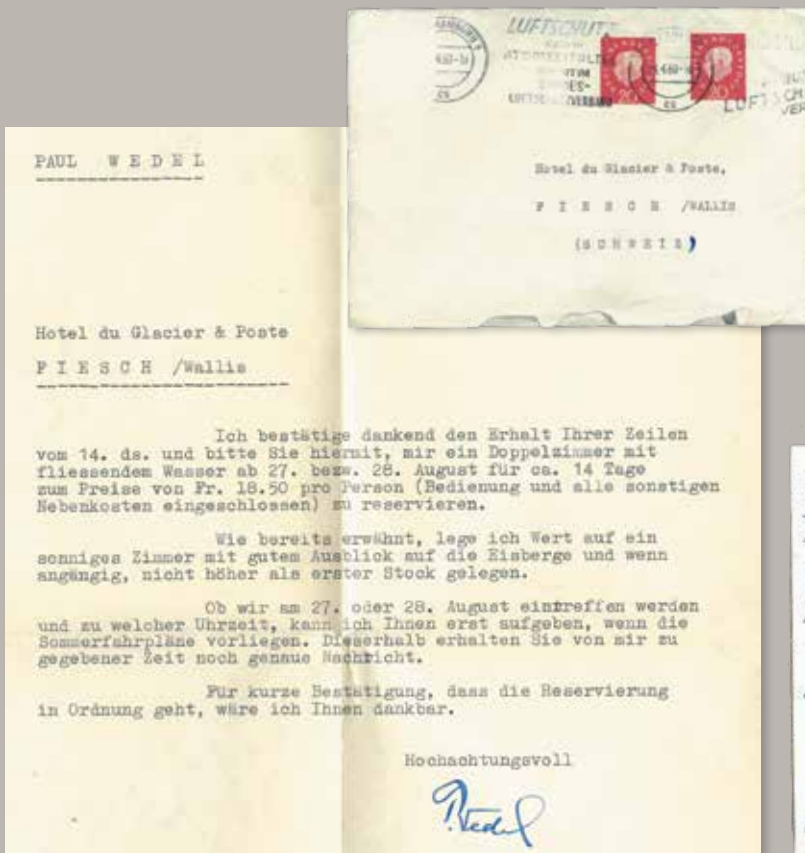 LUFTSCHUTZ
HAMBURG
LUFTSCHUTZVERBAND
20
20
LUFTSCH
Hotel du Glacier & Poste,
F I E S C H /WALLIS
(SCHWEIZ)
PAUL W E D E L
Hotel du Glacier & Poste
F I E S C H /Wallis
Ich bestätige dankend den Erhalt Ihrer Zeilen
vom 14. ds. und bitte Sie hiermit, mir ein Doppelzimmer mit
fliessendem Wasser ab 27. bezw. 28. August für ca. 14 Tage
zum Preise von Fr. 18.50 pro Person (Bedienung und alle sonstigen
Nebenkosten eingeschlossen) zu reservieren.
Wie bereits erwähnt, lege ich Wert auf ein
sonniges Zimmer mit gutem Ausblick auf die Eisberge und wenn
angängig, nicht höher als erster Stock gelegen.
Ob wir am 27. oder 28. August eintreffen werden
und zu welcher Uhrzeit, kann ich Ihnen erst aufgeben, wenn die
Sommerfahrpläne vorliegen. Dieserhalb erhalten Sie von mir zu
gegebener Zeit noch genaue Nachricht.
Für kurze Bestätigung, dass die Reservierung
in Ordnung geht, wäre ich Ihnen dankbar.
Hochachtungsvoll
P. Wedel